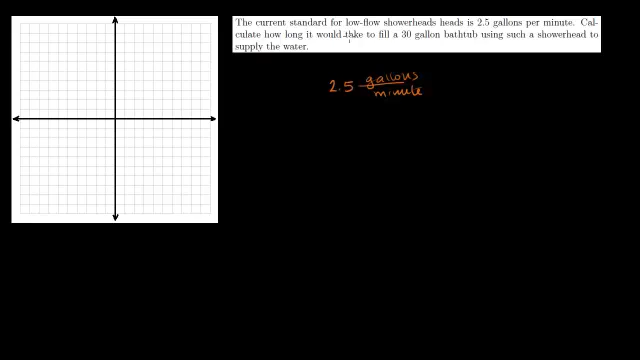 The current standard for low-flow showerheads heads is 2.5 gallons per minute. Cal-
culate how long it would take to fill a 30 gallon bathtub using such a showerhead to
supply the water.
2.5 gallons
minute